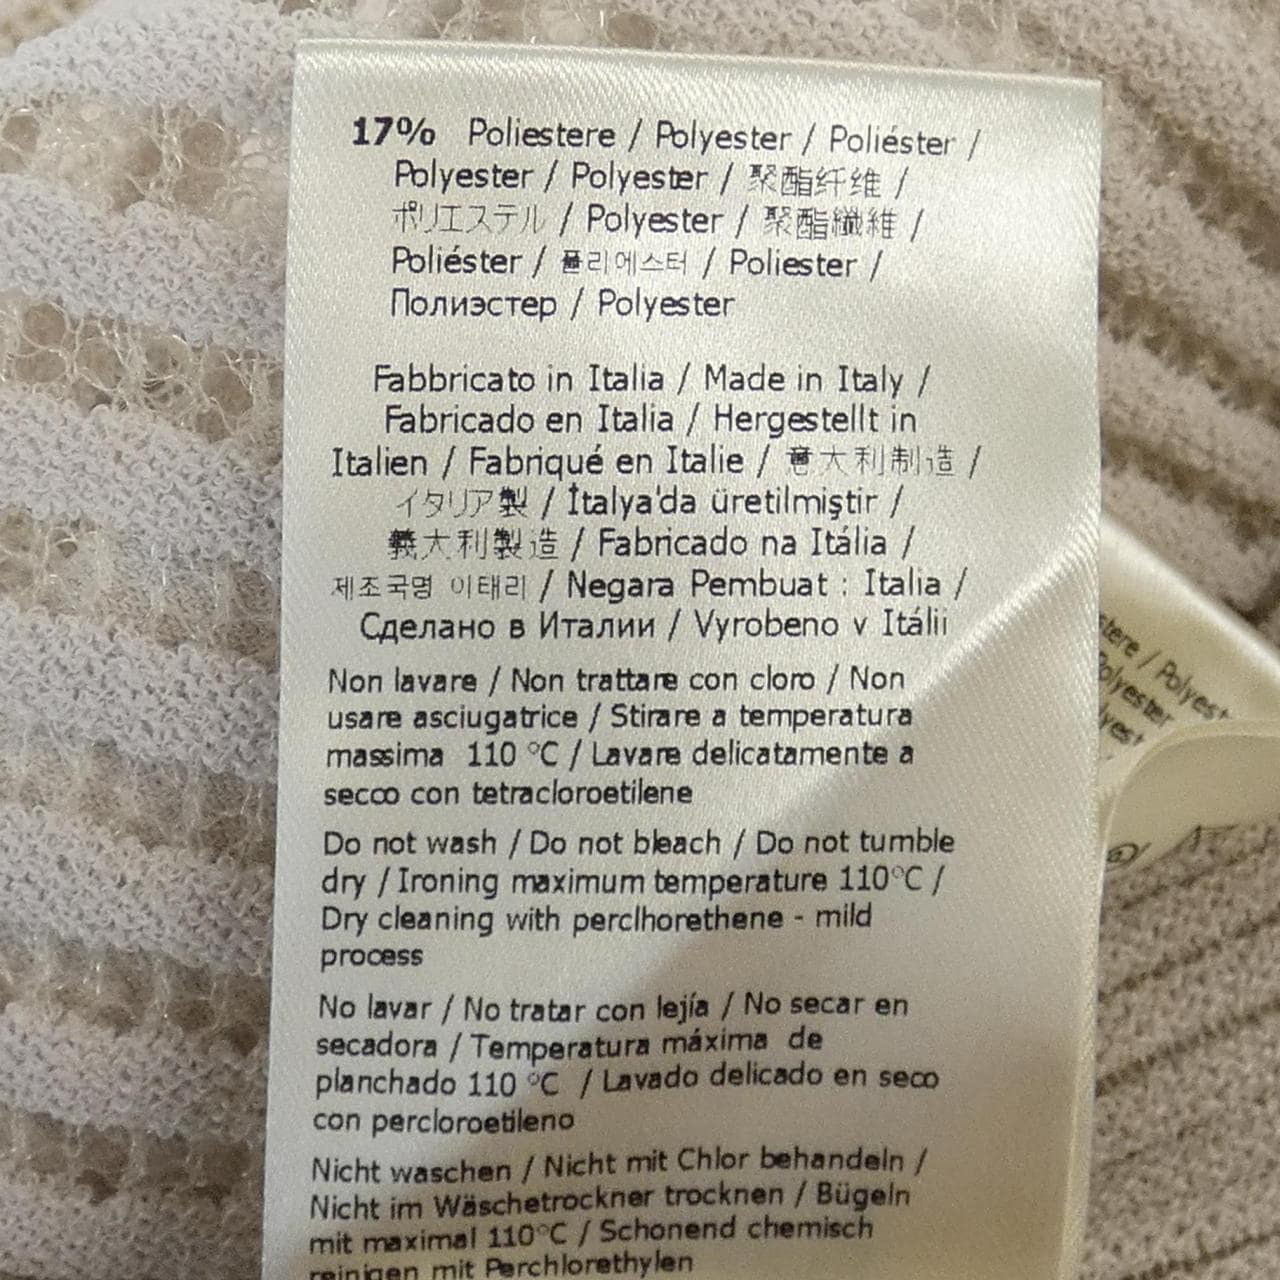 17% Poliestere / Polyester / Poliéster /
Polyester / Polyester / 聚酯纤维 /
ポリエステル / Polyester / 聚酯纖維 /
Poliéster / 폴리에스터 / Poliester /
Полиэстер / Polyester
Fabbricato in Italia / Made in Italy /
Fabricado en Italia / Hergestellt in
Italien / Fabriqué en Italie / 意大利制造 /
イタリア製 / İtalya'da üretilmiştir /
義大利製造 / Fabricado na Itália /
제조국명 이태리 / Negara Pembuat : Italia /
Сделано в Италии / Vyrobeno v Itálii
Non lavare / Non trattare con cloro / Non
usare asciugatrice / Stirare a temperatura
massima 110 °C / Lavare delicatamente a
secco con tetracloroetilene
Do not wash / Do not bleach / Do not tumble
dry / Ironing maximum temperature 110°C /
Dry cleaning with perclhorethene - mild
process
No lavar / No tratar con lejía / No secar en
secadora / Temperatura máxima de
planchado 110 °C / Lavado delicado en seco
con percloroetileno
Nicht waschen / Nicht mit Chlor behandeln /
Nicht im Wäschetrockner trocknen / Bügeln
mit maximal 110°C / Schonend chemisch
reinigen mit Perchlorethylen